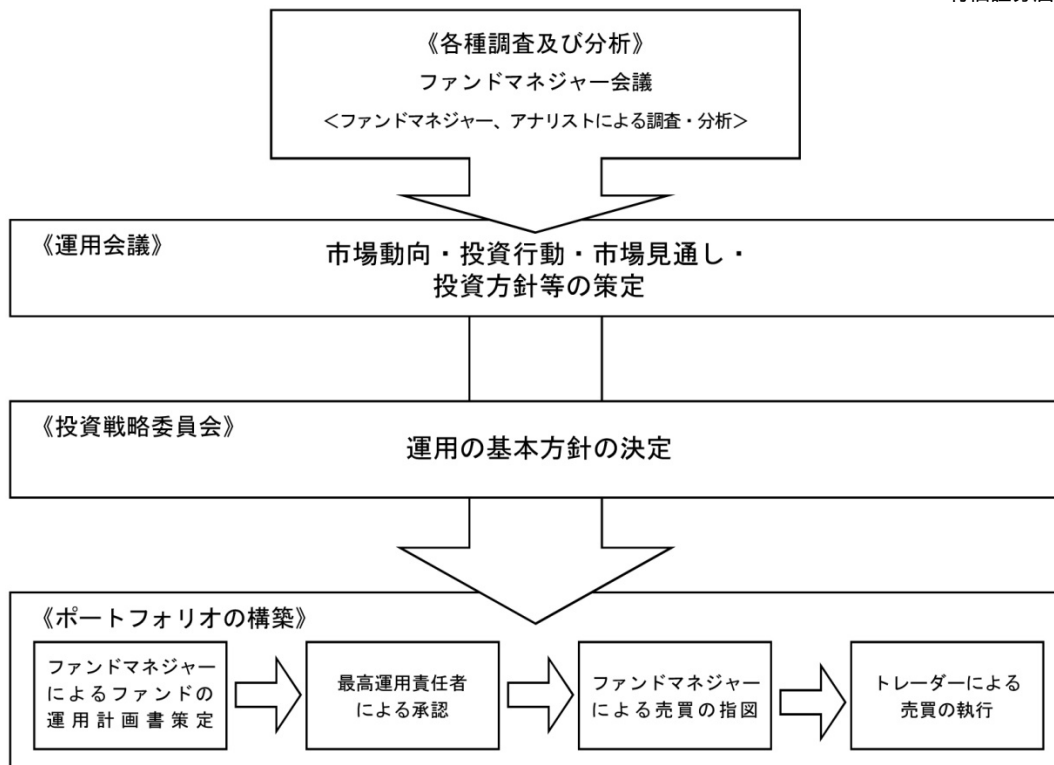 《各種調査及び分析》
ファンドマネジャー会議
＜ファンドマネジャー、アナリストによる調査・分析＞
《運用会議》
市場動向・投資行動・市場見通し・
投資方針等の策定
《投資戦略委員会》
運用の基本方針の決定
《ポートフォリオの構築》
ファンドマネジャー
によるファンドの
運用計画書策定
最高運用責任者
による承認
ファンドマネジャー
による売買の指図
トレーダーによる
売買の執行